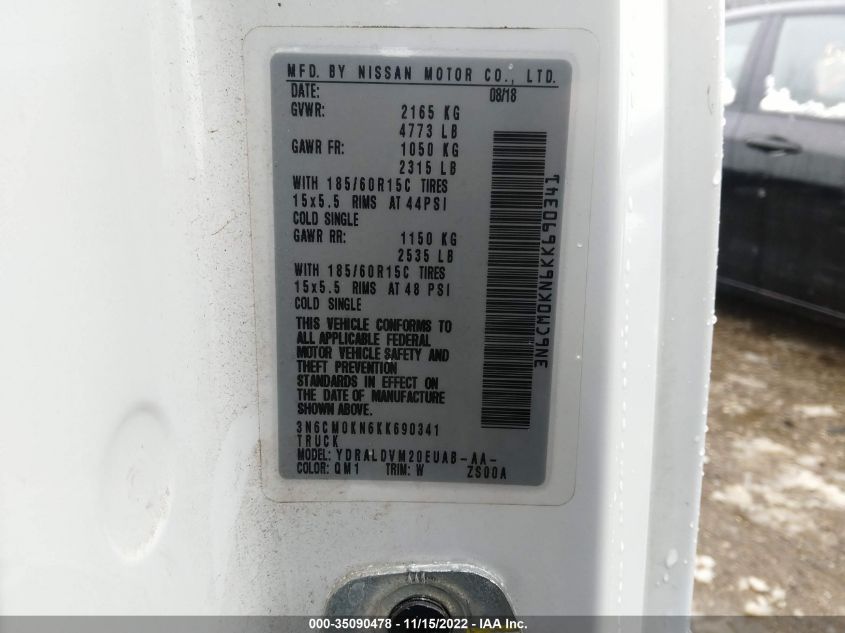 MFD. BY NISSAN MOTOR CO., LTD.
DATE: 08/18
GVWR: 2165 KG
4773 LB
GAWR FR: 1050 KG
2315 LB
WITH 185/60R15C TIRES
15x5.5 RIMS AT 44PSI
COLD SINGLE
GAWR RR: 1150 KG
2535 LB
WITH 185/60R15C TIRES
15x5.5 RIMS AT 48 PSI
COLD SINGLE
THIS VEHICLE CONFORMS TO
ALL APPLICABLE FEDERAL
MOTOR VEHICLE SAFETY AND
THEFT PREVENTION
STANDARDS IN EFFECT ON
THE DATE OF MANUFACTURE
SHOWN ABOVE.
3N6CM0KN6KK690341
TRUCK
MODEL: YDRALDVM20EUAB-AA-
COLOR: QM1 TRIM: W ZS00A
3N6CM0KN6KK690341
000-35090478 - 11/15/2022 - IAA Inc.